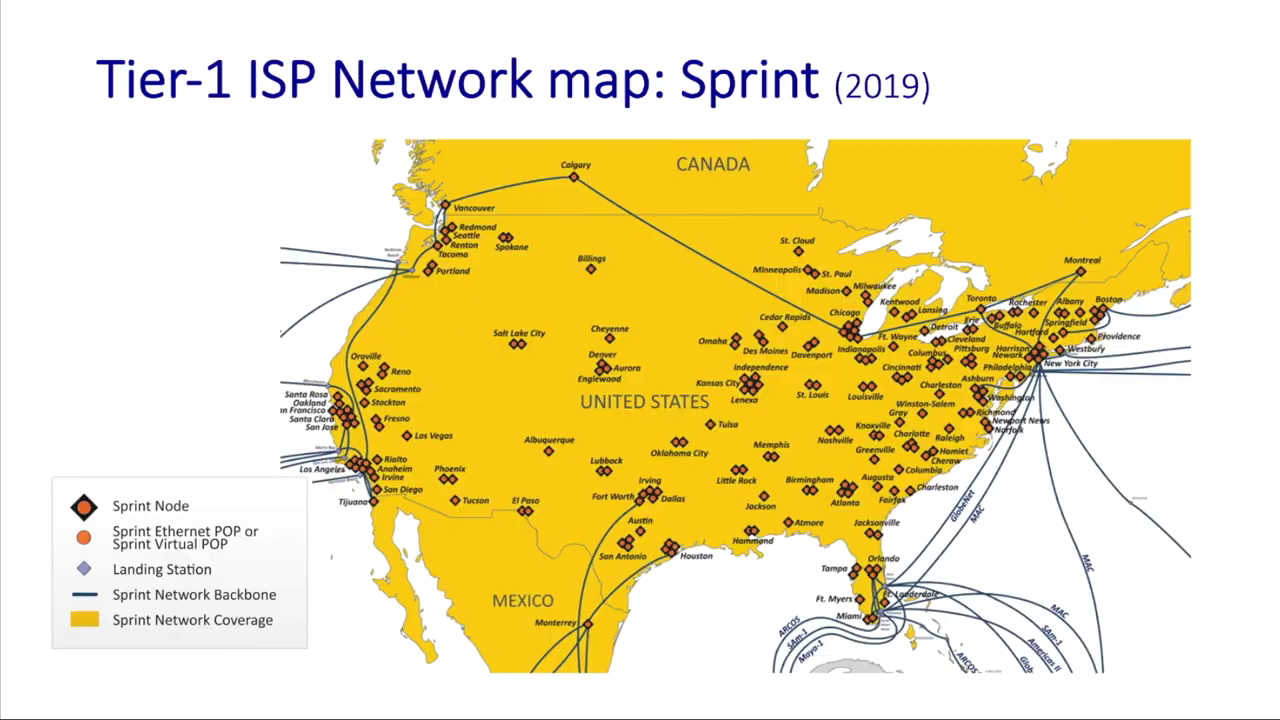 Tier-1 ISP Network map: Sprint (2019)
CANADA
Calgary
Vancouver
Redmond
Seattle
Renton
Spokane
Tacoma
Portland
Billings
St. Cloud
Minneapolis
St. Paul
Madison
Milwaukee
Montreal
Kentwood
Lansing
Toronto
Rochester
Albany
Boston
Chicago
Buffalo
Springfield
Cedar Rapids
Erie
Detroit
Cleveland
Hartford
Providence
Salt Lake City
Cheyenne
Omaha
Des Moines
Davenport
Ft. Wayne
Indianapolis
Columbus
Pittsburg
Harrison
Newark
Westbury
New York City
Oroville
Reno
Denver
Aurora
Englewood
Independence
Kansas City
Lenexa
St. Louis
Louisville
Cincinnati
Philadelphia
Ashburn
Charleston
Washington
Sacramento
Santa Rosa
Oakland
n Francisco
Santa Clara
San Jose
Stockton
Fresno
UNITED STATES
Winston-Salem
Gray
Richmond
Newport News
Norfolk
Las Vegas
Tulsa
Albuquerque
Oklahoma City
Nashville
Knoxville
Charlotte
Raleigh
Memphis
Greenville
Hamlet
Cheraw
Los Angeles
Rialto
Anaheim
Irvine
San Diego
Tijuana
Phoenix
Tucson
Lubbock
Little Rock
Birmingham
Augusta
Columbia
El Paso
Fort Worth
Irving
Dallas
Jackson
Atlanta
Fairfax
Charleston
Austin
San Antonio
Houston
Hammond
Atmore
Jacksonville
GlobeNet
MAC
Orlando
Tampa
MAC
Ft. Myers
Ft. Lauderdale
Miami
MEXICO
Monterrey
ARCOS
SAm-1
Maya-1
MAC
SAm-1
Americas II
Glob
ARCOS
Sprint Node
Sprint Ethernet POP or
Sprint Virtual POP
Landing Station
Sprint Network Backbone
Sprint Network Coverage